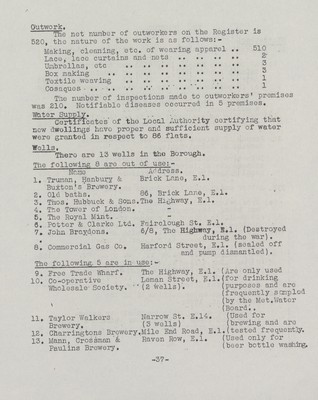 Outwork.
The net number of outworkers on the Register is
520, the nature of the work is as follows:-
Making, cleaning, etc. of wearing apparel .. 510
Lace, lace curtains and nets .. .. .. 2
Umbrellas, etc .. .. .. .. .. 3
Box making .. .. .. .. .. 3
Textile weaving .. .. .. .. .. 1
Cosaques .. .. .. .. .. .. 1
The number of inspections made to outworkers' premises
was 210. Notifiable diseases occurred in 5 premises.
Water Supply.
Certificates of the Local Authority certifying that
new dwellings have proper and sufficient supply of water
were granted in respect to 86 flats.
Wells.
There are 13 wells in the Borough.
The following 8 are out of use:-
Name Address.
1. Truman, Hanbury & Brick Lane, E.1.
Buxton's Brewery.
2. Old baths. 86, Brick Lane, E.1.
3. Thos. Hubbuck & Sons. The Highway, E.1.
4. The Tower of London. -
5. The Royal Mint. -
6. Potter & Clarke Ltd. Fairclough St. E.1.
7. John Brogdons. 6/8, The Highway, E.1. (Destroyed
during the war).
8. Commercial Gas Co. Harford Street, E.1. (sealed off
and pump dismantled).
The following 5 are in use:-
9. Free Trade Wharf. The Highway, E.1. (Are only used
10. Co-operative Leman Street, E.1. (for drinking
Wholesale Society. (2 wells). (purposes and are
(frequently sampled
(by the Met.Water
(Board..
11. Taylor Walkers Narrow St. E.14. (Used for
Brewery. (3 wells) (brewing and are
12. Charringtons Brewery. Mile End Road, E.1. (tested frequently.
13. Mann, Crossman & Raven Row, E.1. (Used only for
Paulins Brewery. (beer bottle washing.
-37-